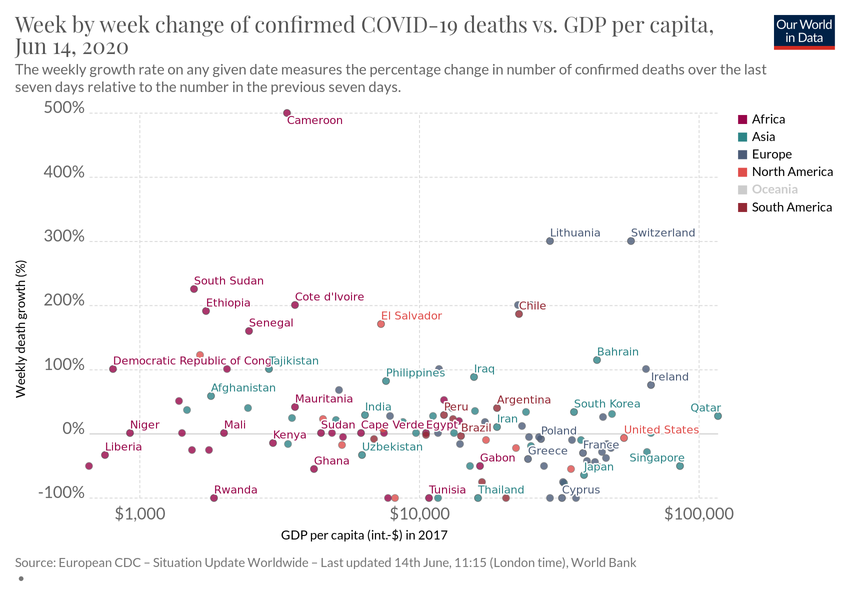 Week by week change of confirmed COVID-19 deaths vs. GDP per capita,
Jun 14, 2020
Our World
in Data
The weekly growth rate on any given date measures the percentage change in number of confirmed deaths over the last
seven days relative to the number in the previous seven days.
500%
Cameroon
Africa
Asia
Europe
North America
Oceania
South America
400%
300%
Lithuania
Switzerland
South Sudan
Ethiopia
Cote d'Ivoire
200%
Chile
Senegal
El Salvador
Weekly death growth (%)
100%
Democratic Republic of Cong
Tajikistan
Bahrain
Philippines
Iraq
Ireland
Afghanistan
Mauritania
India
Peru
Argentina
South Korea
Qatar
0%
Niger
Mali
Sudan
Cape Verde
Egypt
Brazil
Iran
Poland
United States
Liberia
Kenya
Uzbekistan
Greece
France
Ghana
Gabon
Japan
Singapore
-100%
Rwanda
Tunisia
Thailand
Cyprus
$1,000
$10,000
$100,000
GDP per capita (int.-$) in 2017
Source: European CDC – Situation Update Worldwide – Last updated 14th June, 11:15 (London time), World Bank